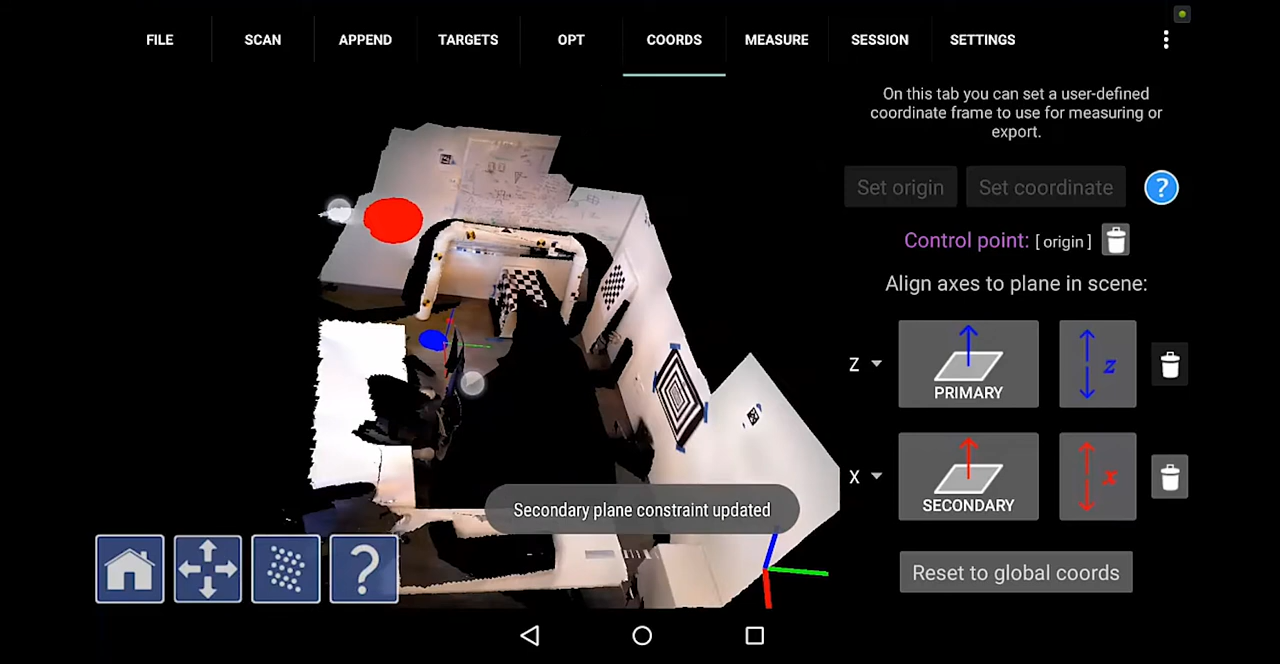 FILE SCAN APPEND TARGETS OPT COORDS MEASURE SESSION SETTINGS
On this tab you can set a user-defined
coordinate frame to use for measuring or
export.
Set origin Set coordinate ?
Control point: [ origin ]
Align axes to plane in scene:
Z PRIMARY z
X SECONDARY x
Secondary plane constraint updated
Reset to global coords
?